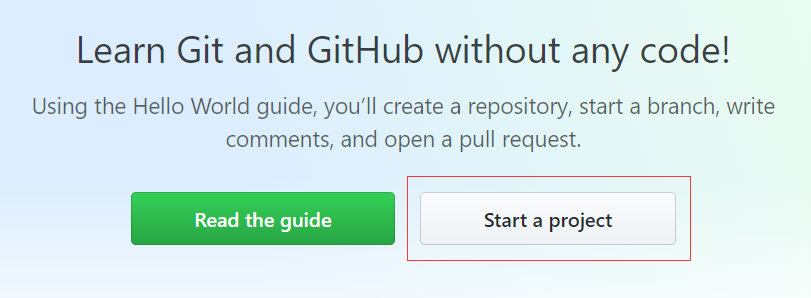 Learn Git and GitHub without any code!
Using the Hello World guide, you’ll create a repository, start a branch, write
comments, and open a pull request.
Read the guide
Start a project